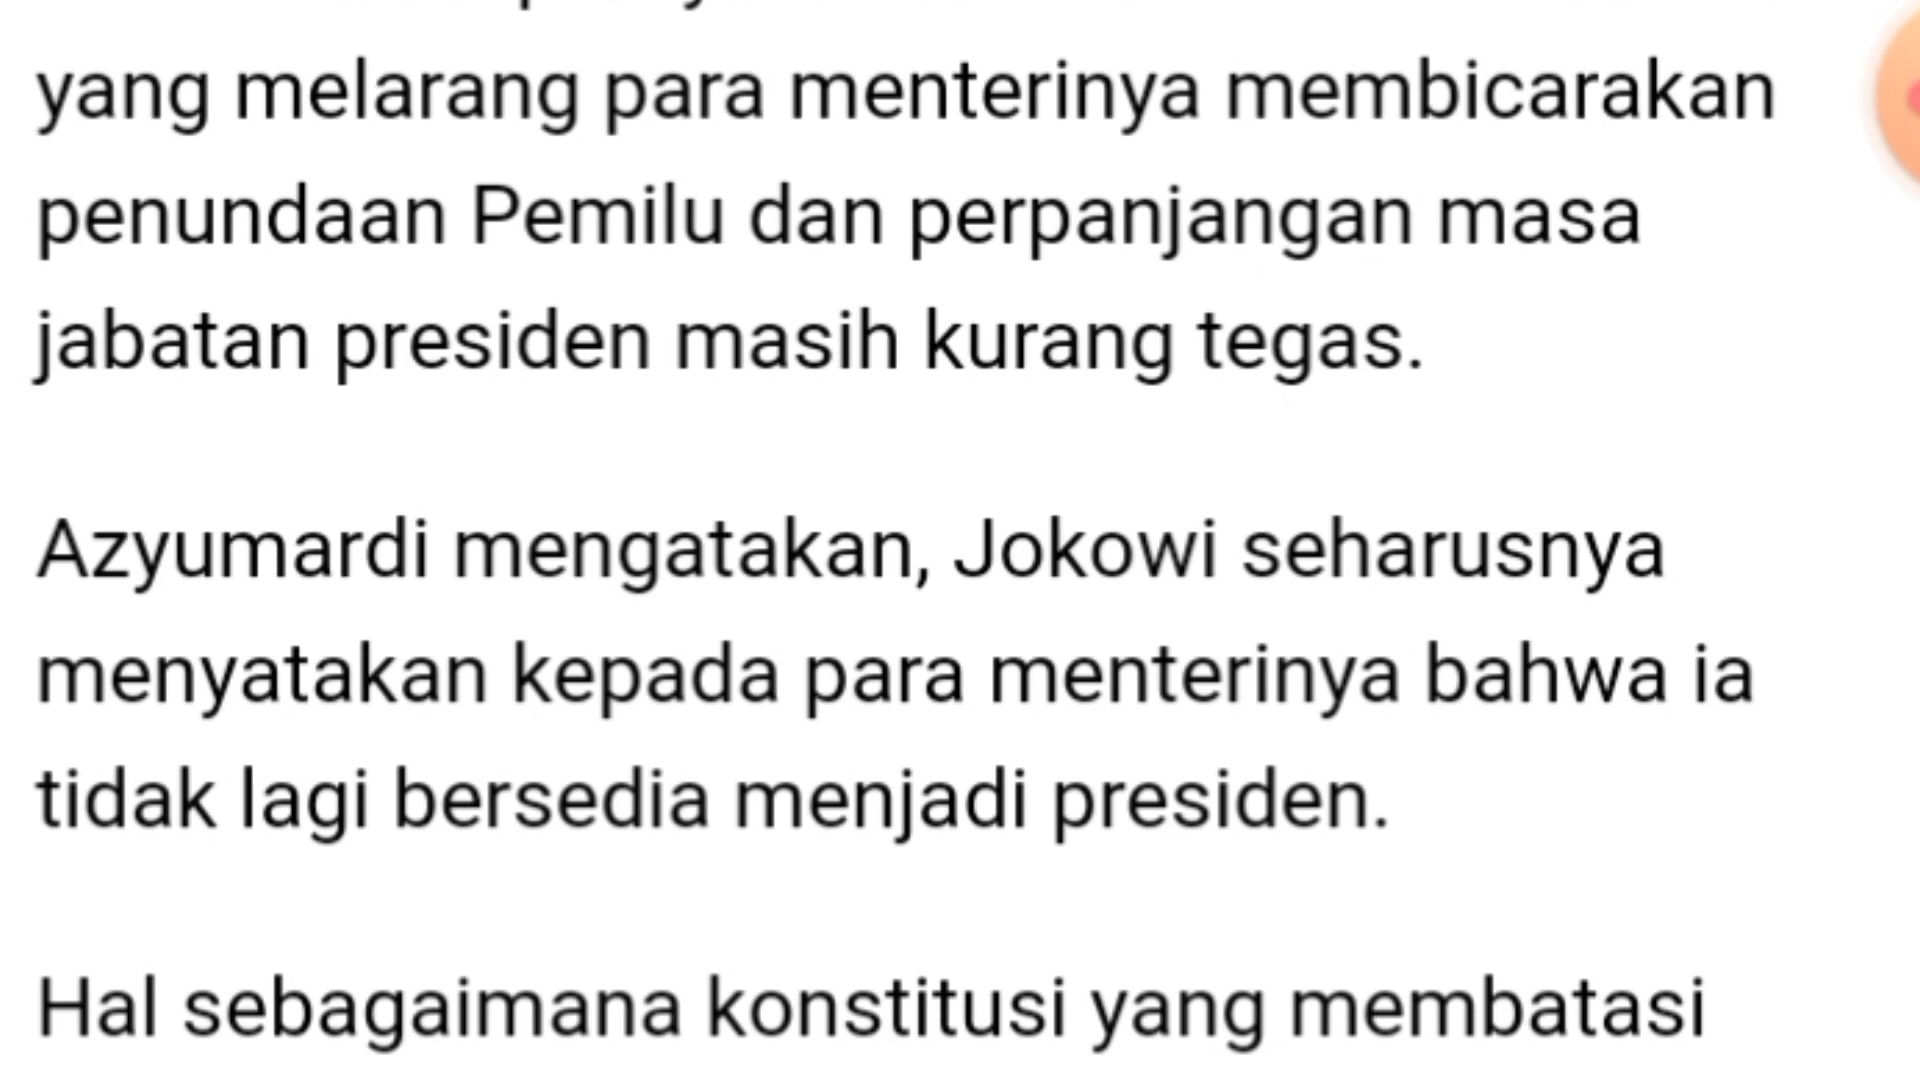 yang melarang para menterinya membicarakan
penundaan Pemilu dan perpanjangan masa
jabatan presiden masih kurang tegas.
Azyumardi mengatakan, Jokowi seharusnya
menyatakan kepada para menterinya bahwa ia
tidak lagi bersedia menjadi presiden.
Hal sebagaimana konstitusi yang membatasi